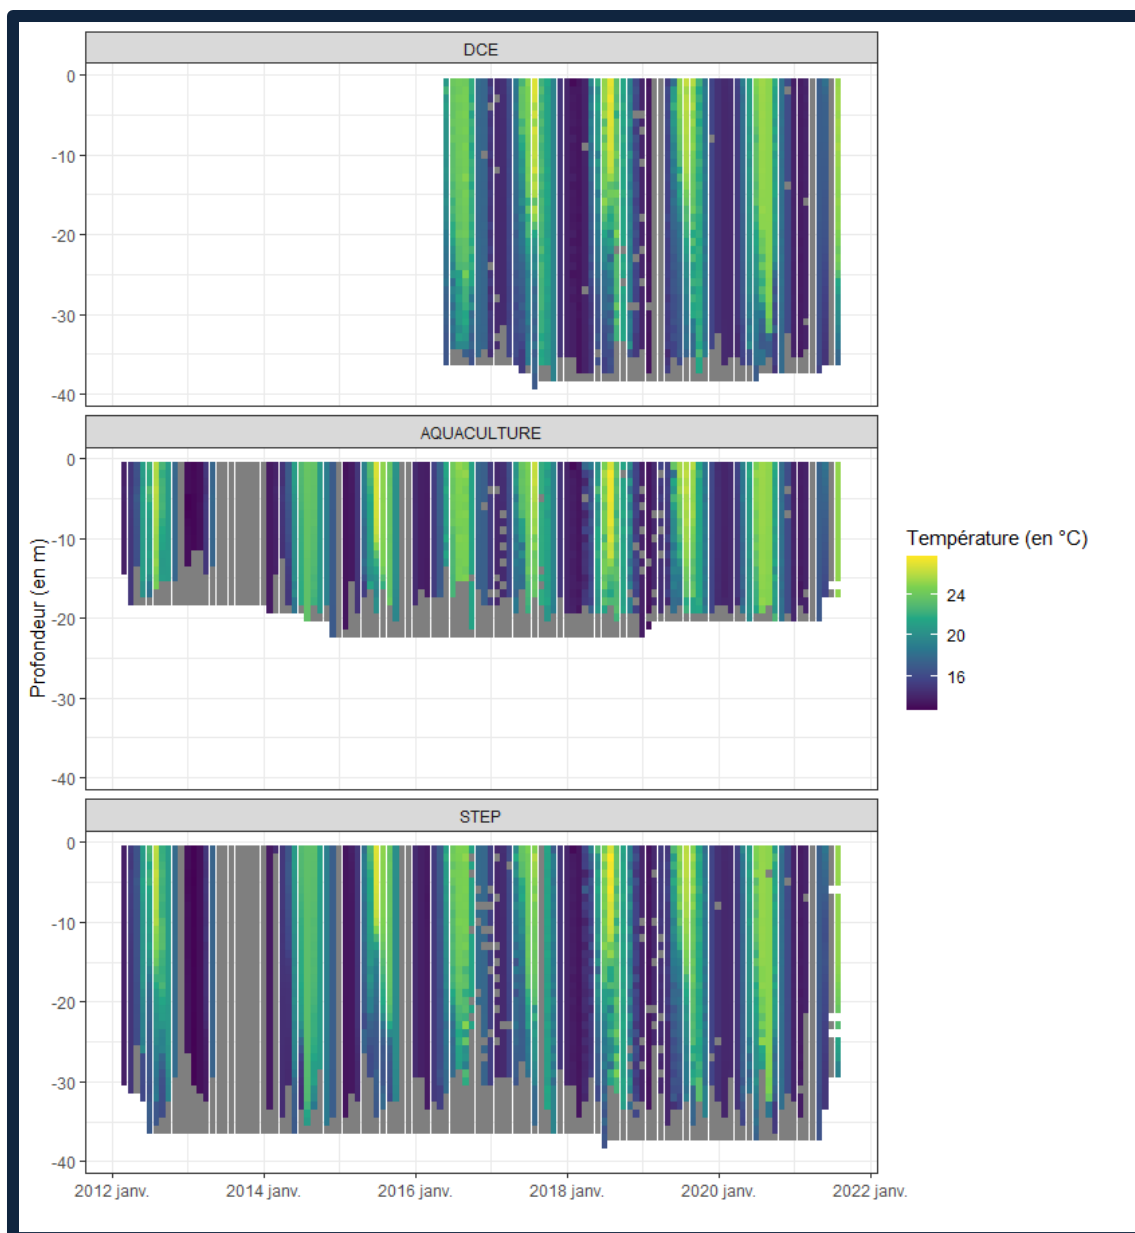 DCE
0
-10
-20
-30
-40
AQUACULTURE
0
-10
-20
-30
-40
STEP
0
-10
-20
-30
-40
Profondeur (en m)
2012 janv.
2014 janv.
2016 janv.
2018 janv.
2020 janv.
2022 janv.
Température (en °C)
24
20
16